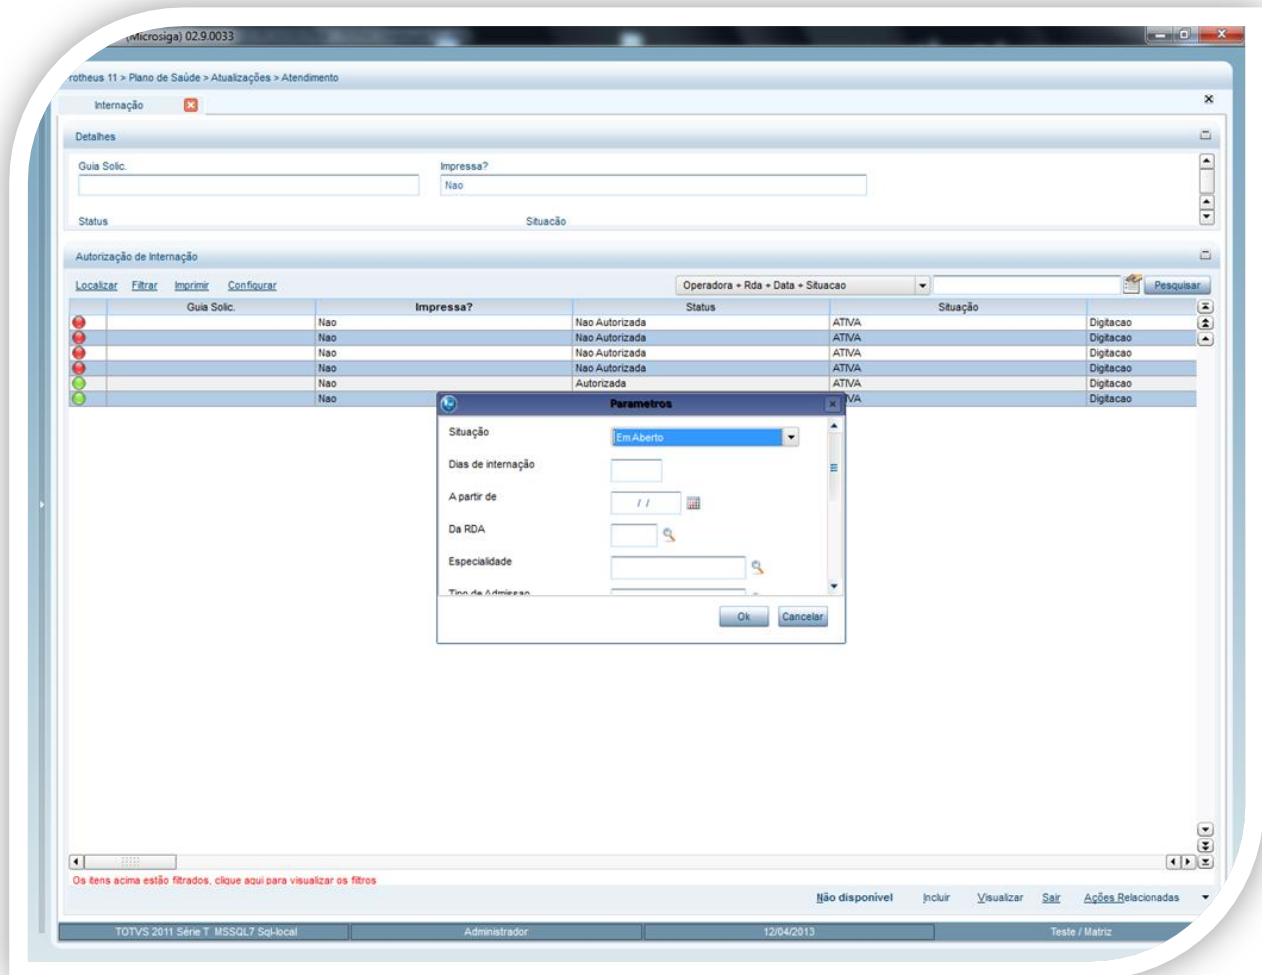 (Microsiga) 02.9.0033
rotheus 11 > Plano de Saúde > Atualizações > Atendimento
Internação
Detalhes
Guia Solic. Impressa?
Nao
Status Situacão
Autorização de Internação
Localizar Filtrar Imprimir Configurar Operadora + Rda + Data + Situacao Pesquisar
Guia Solic. Impressa? Status Situação
Nao Nao Autorizada ATIVA Digitacao
Nao Nao Autorizada ATIVA Digitacao
Nao Nao Autorizada ATIVA Digitacao
Nao Nao Autorizada ATIVA Digitacao
Nao Autorizada ATIVA Digitacao
Nao IVA Digitacao
Parametros
Situação Em Aberto
Dias de internação
A partir de / /
Da RDA
Especialidade
Tipo de Admissao
Ok Cancelar
Os itens acima estão filtrados, clique aqui para visualizar os filtros
Não disponível Incluir Visualizar Sair Ações Relacionadas
TOTVS 2011 Série T MSSQL7 Sql-local Administrador 12/04/2013 Teste / Matriz